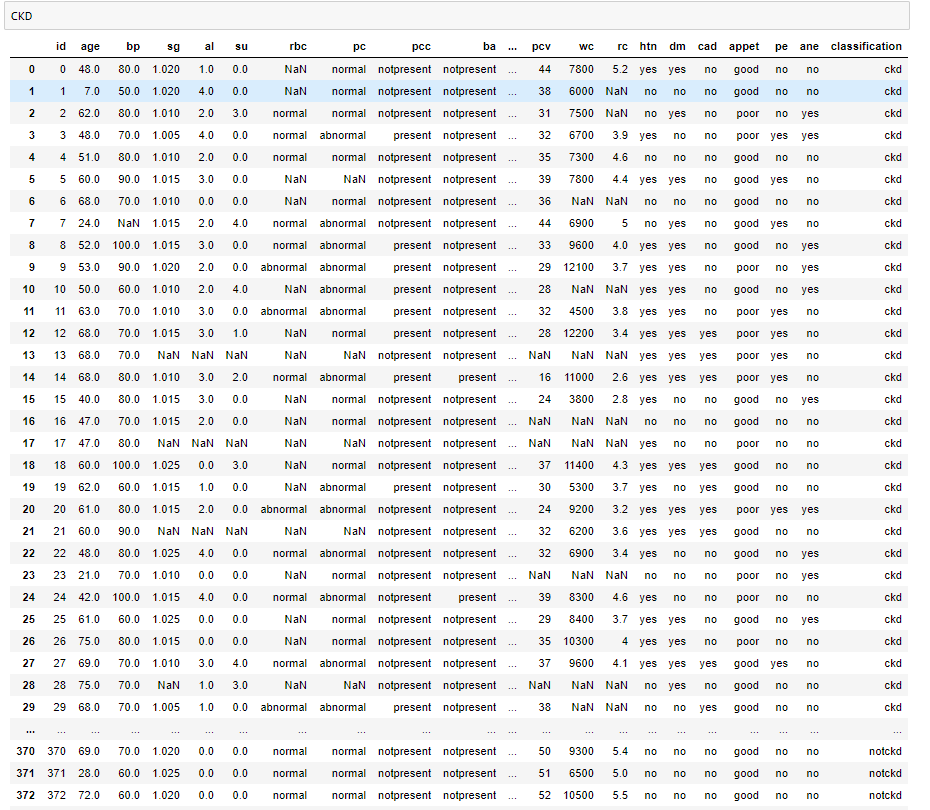 CKD
id age bp sg al su rbc pc pcc ba ... pcv wc rc htn dm cad appet pe ane classification
0 0 48.0 80.0 1.020 1.0 0.0 NaN normal notpresent notpresent ... 44 7800 5.2 yes yes no good no no ckd
1 1 7.0 50.0 1.020 4.0 0.0 NaN normal notpresent notpresent ... 38 6000 NaN no no no good no no ckd
2 2 62.0 80.0 1.010 2.0 3.0 normal normal notpresent notpresent ... 31 7500 NaN no yes no poor no yes ckd
3 3 48.0 70.0 1.005 4.0 0.0 normal abnormal present notpresent ... 32 6700 3.9 yes no no poor yes yes ckd
4 4 51.0 80.0 1.010 2.0 0.0 normal normal notpresent notpresent ... 35 7300 4.6 no no no good no no ckd
5 5 60.0 90.0 1.015 3.0 0.0 NaN NaN notpresent notpresent ... 39 7800 4.4 yes yes no good yes no ckd
6 6 68.0 70.0 1.010 0.0 0.0 NaN normal notpresent notpresent ... 36 NaN NaN no no no good no no ckd
7 7 24.0 NaN 1.015 2.0 4.0 normal abnormal notpresent notpresent ... 44 6900 5 no yes no good yes no ckd
8 8 52.0 100.0 1.015 3.0 0.0 normal abnormal present notpresent ... 33 9600 4.0 yes yes no good no yes ckd
9 9 53.0 90.0 1.020 2.0 0.0 abnormal abnormal present notpresent ... 29 12100 3.7 yes yes no poor no yes ckd
10 10 50.0 60.0 1.010 2.0 4.0 NaN abnormal present notpresent ... 28 NaN NaN yes yes no good no yes ckd
11 11 63.0 70.0 1.010 3.0 0.0 abnormal abnormal present notpresent ... 32 4500 3.8 yes yes no poor yes no ckd
12 12 68.0 70.0 1.015 3.0 1.0 NaN normal present notpresent ... 28 12200 3.4 yes yes yes poor yes no ckd
13 13 68.0 70.0 NaN NaN NaN NaN NaN notpresent notpresent ... NaN NaN NaN yes yes yes poor yes no ckd
14 14 68.0 80.0 1.010 3.0 2.0 normal abnormal present present ... 16 11000 2.6 yes yes yes poor yes no ckd
15 15 40.0 80.0 1.015 3.0 0.0 NaN normal notpresent notpresent ... 24 3800 2.8 yes no no good no yes ckd
16 16 47.0 70.0 1.015 2.0 0.0 NaN normal notpresent notpresent ... NaN NaN NaN no no no good no no ckd
17 17 47.0 80.0 NaN NaN NaN NaN NaN notpresent notpresent ... NaN NaN NaN yes no no poor no no ckd
18 18 60.0 100.0 1.025 0.0 3.0 NaN normal notpresent notpresent ... 37 11400 4.3 yes yes yes good no no ckd
19 19 62.0 60.0 1.015 1.0 0.0 NaN abnormal present notpresent ... 30 5300 3.7 yes no yes good no no ckd
20 20 61.0 80.0 1.015 2.0 0.0 abnormal abnormal notpresent notpresent ... 24 9200 3.2 yes yes yes poor yes yes ckd
21 21 60.0 90.0 NaN NaN NaN NaN NaN notpresent notpresent ... 32 6200 3.6 yes yes yes good no no ckd
22 22 48.0 80.0 1.025 4.0 0.0 normal abnormal notpresent notpresent ... 32 6900 3.4 yes no no good no yes ckd
23 23 21.0 70.0 1.010 0.0 0.0 NaN normal notpresent notpresent ... NaN NaN NaN no no no poor no yes ckd
24 24 42.0 100.0 1.015 4.0 0.0 normal abnormal notpresent present ... 39 8300 4.6 yes no no poor no no ckd
25 25 61.0 60.0 1.025 0.0 0.0 NaN normal notpresent notpresent ... 29 8400 3.7 yes yes no good no yes ckd
26 26 75.0 80.0 1.015 0.0 0.0 NaN normal notpresent notpresent ... 35 10300 4 yes yes no poor no no ckd
27 27 69.0 70.0 1.010 3.0 4.0 normal abnormal notpresent notpresent ... 37 9600 4.1 yes yes yes good yes no ckd
28 28 75.0 70.0 NaN 1.0 3.0 NaN NaN notpresent notpresent ... NaN NaN NaN no yes no good no no ckd
29 29 68.0 70.0 1.005 1.0 0.0 abnormal abnormal present notpresent ... 38 NaN NaN no no yes good no no ckd
... ... ... ... ... ... ... ... ... ... ... ... ... ... ... ... ... ... ... ... ... ...
370 370 69.0 70.0 1.020 0.0 0.0 normal normal notpresent notpresent ... 50 9300 5.4 no no no good no no notckd
371 371 28.0 60.0 1.025 0.0 0.0 normal normal notpresent notpresent ... 51 6500 5.0 no no no good no no notckd
372 372 72.0 60.0 1.020 0.0 0.0 normal normal notpresent notpresent ... 52 10500 5.5 no no no good no no notckd